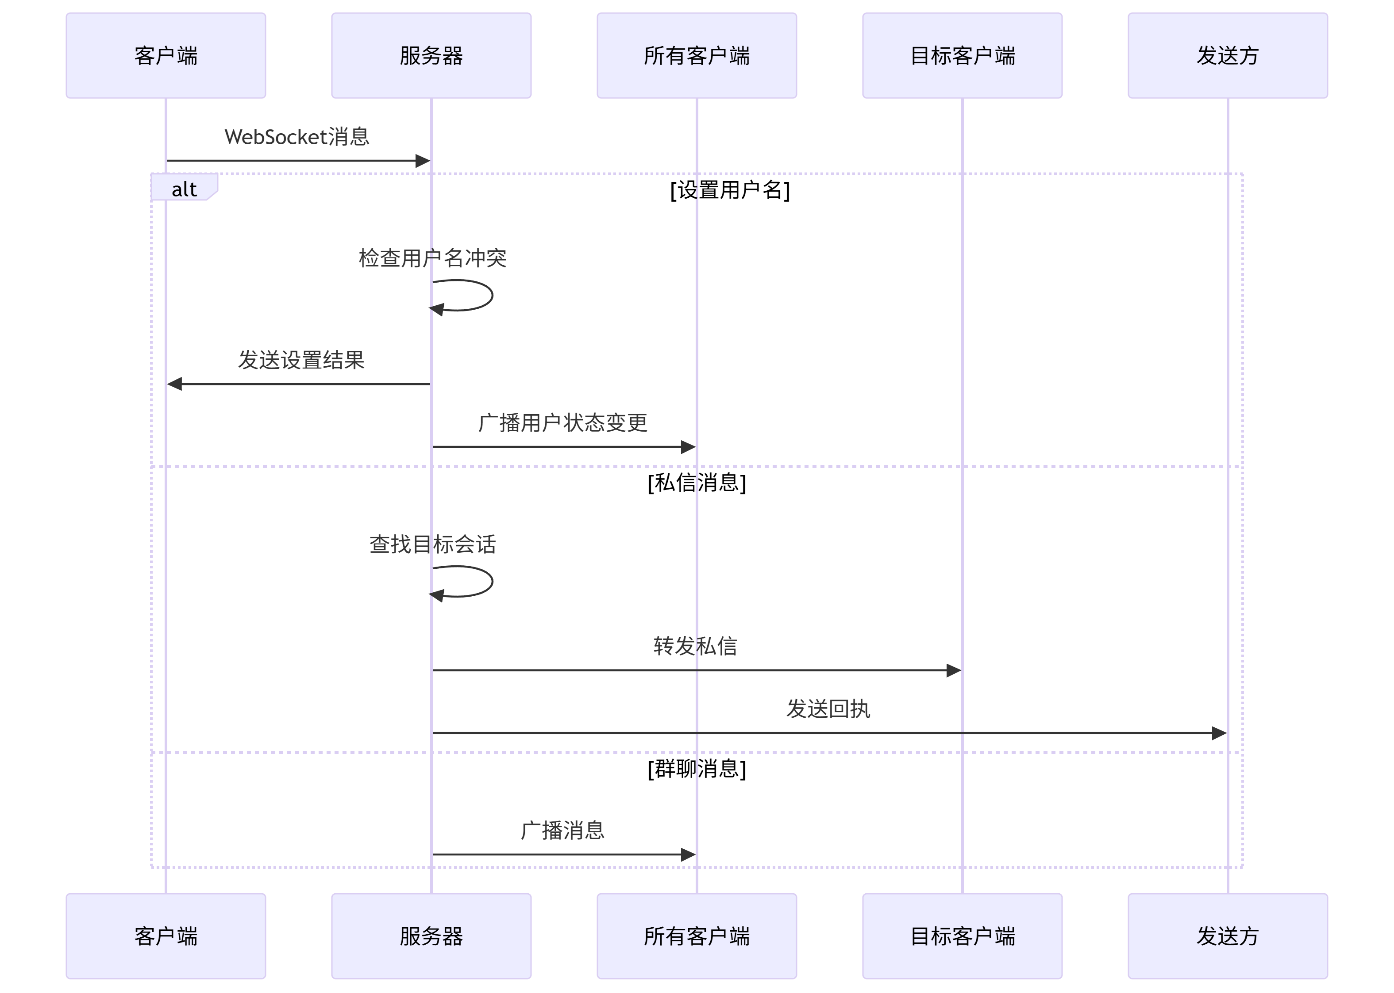 客户端
服务器
所有客户端
目标客户端
发送方
WebSocket消息
alt
[设置用户名]
检查用户名冲突
发送设置结果
广播用户状态变更
[私信消息]
查找目标会话
转发私信
发送回执
[群聊消息]
广播消息
客户端
服务器
所有客户端
目标客户端
发送方